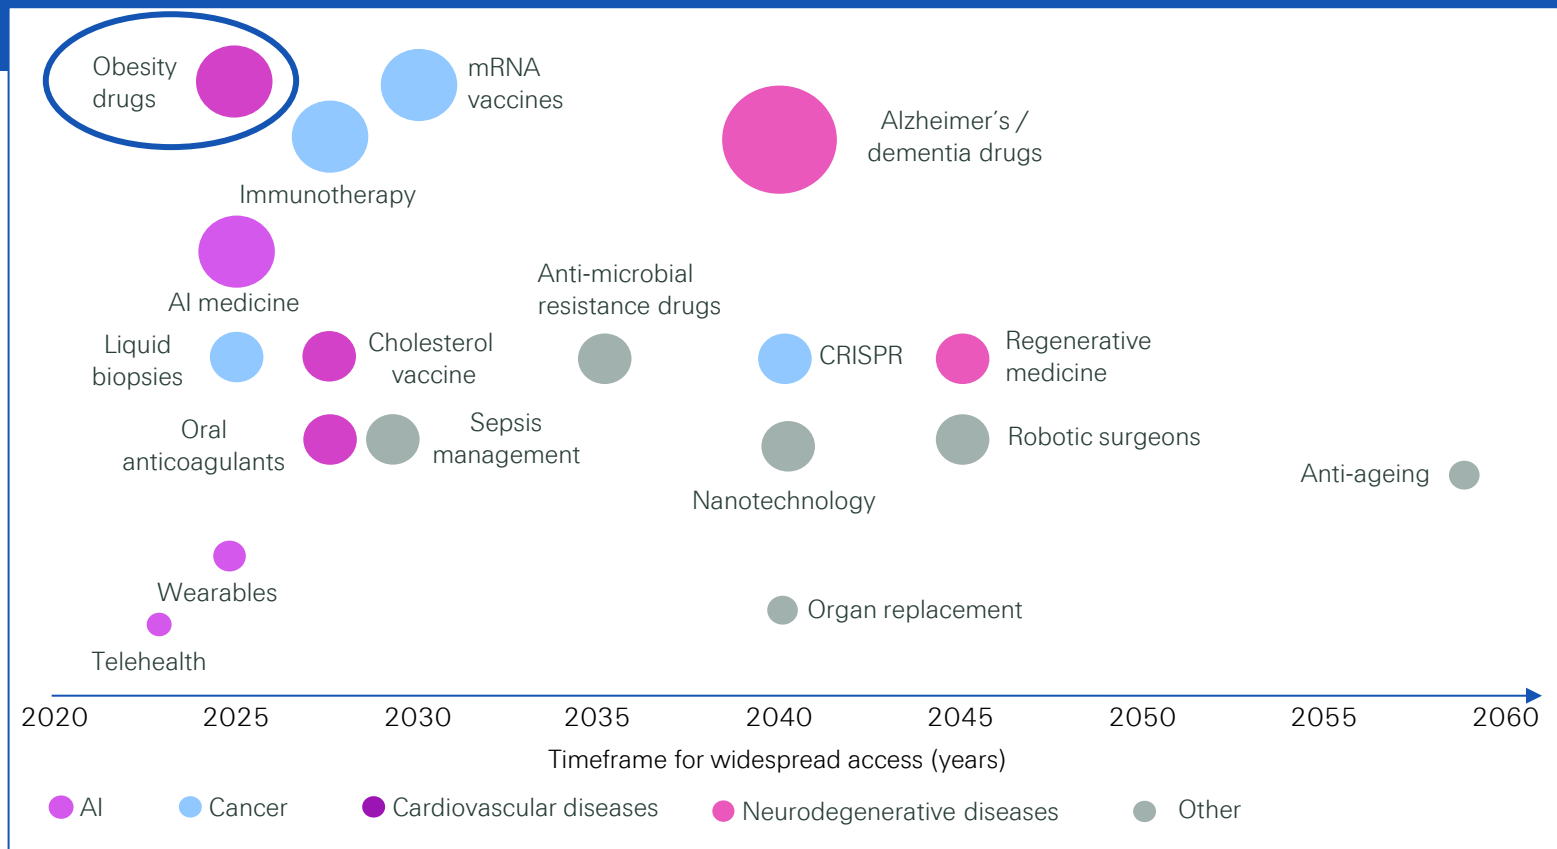 Obesity
drugs
mRNA
vaccines
Immunotherapy
Alzheimer's /
dementia drugs
AI medicine
Anti-microbial
resistance drugs
Liquid
biopsies
Cholesterol
vaccine
CRISPR
Regenerative
medicine
Oral
anticoagulants
Sepsis
management
Nanotechnology
Robotic surgeons
Anti-ageing
Wearables
Organ replacement
Telehealth
2020 2025 2030 2035 2040 2045 2050 2055 2060
Timeframe for widespread access (years)
AI Cancer Cardiovascular diseases Neurodegenerative diseases Other